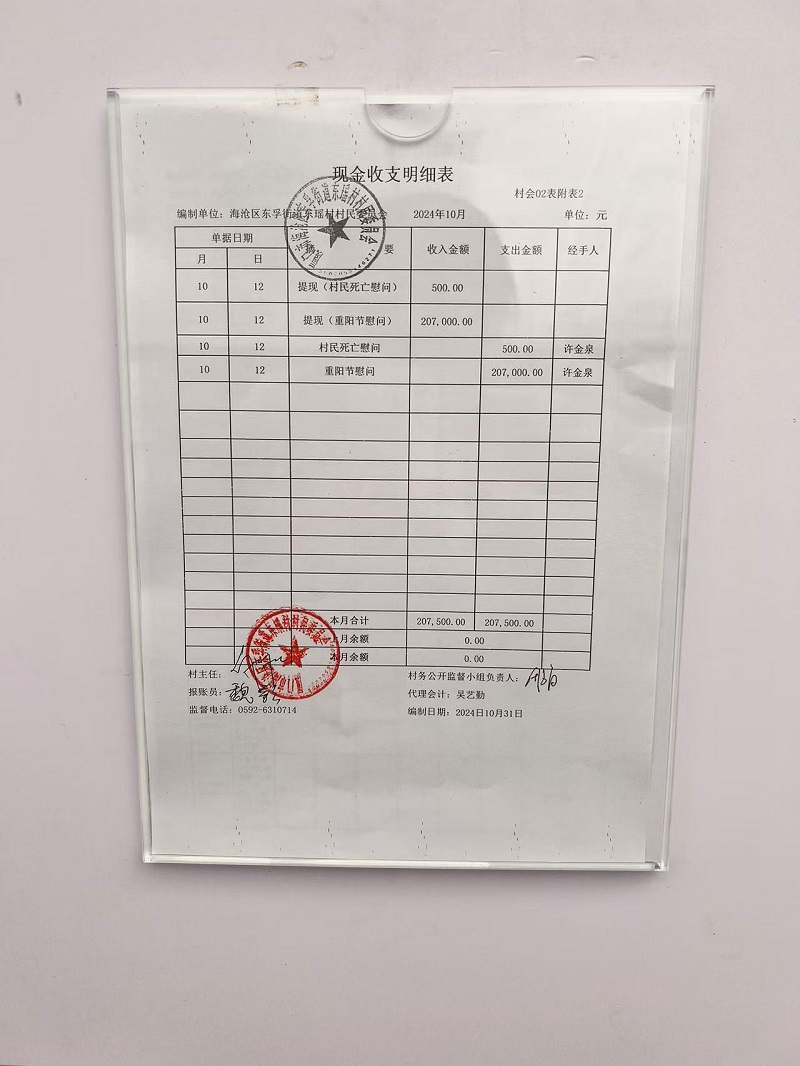 现金收支明细表
村会02表附表2
编制单位：海沧区东孚街道东瑶村村民委员会 2024年10月 单位：元
单据日期 要 收入金额 支出金额 经手人
月 日
10 12 提现（村民死亡慰问） 500.00
10 12 提现（重阳节慰问） 207,000.00
10 12 村民死亡慰问 500.00 许金泉
10 12 重阳节慰问 207,000.00 许金泉
本月合计 207,500.00 207,500.00
月余额 0.00
本月余额 0.00
村主任： 村务公开监督小组负责人：
报账员： 代理会计：吴艺勤
监督电话：0592-6310714 编制日期：2024日10月31日